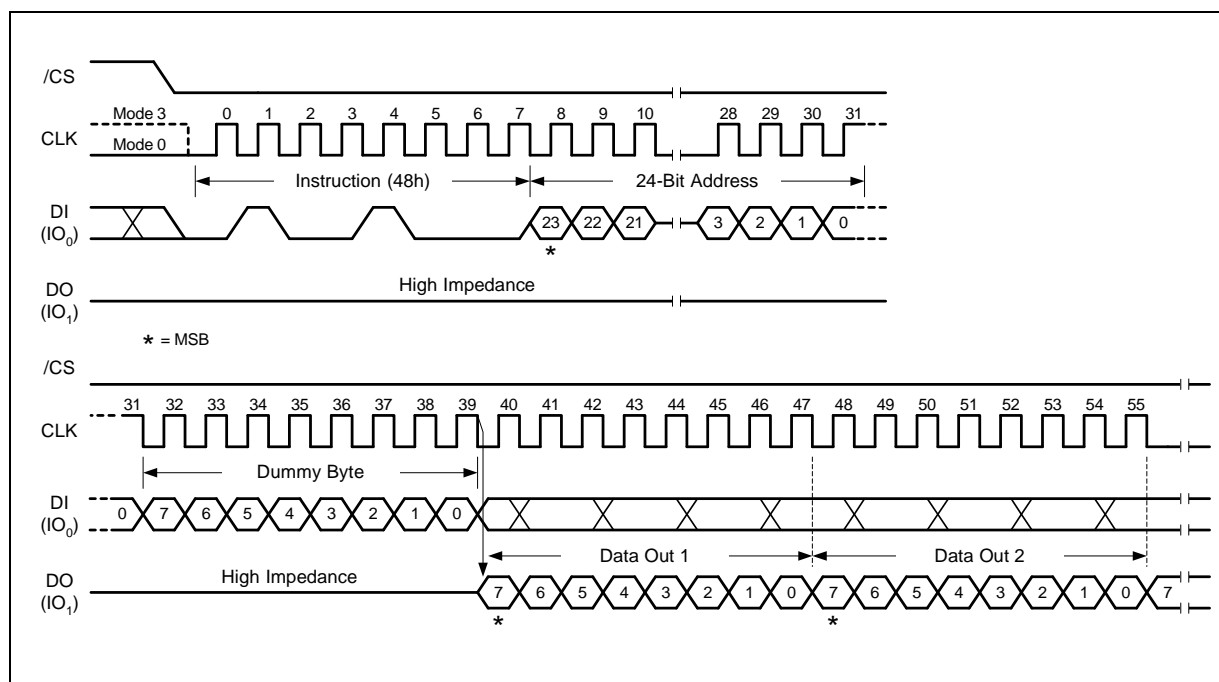 /CS
Mode 3 0 1 2 3 4 5 6 7 8 9 10 28 29 30 31
CLK
Mode 0
Instruction (48h) 24-Bit Address
DI
(IO0) 23 22 21 3 2 1 0
*
DO High Impedance
(IO1)
* = MSB
/CS
31 32 33 34 35 36 37 38 39 40 41 42 43 44 45 46 47 48 49 50 51 52 53 54 55
CLK
Dummy Byte
DI
(IO0) 0 7 6 5 4 3 2 1 0
Data Out 1 Data Out 2
DO High Impedance
(IO1) 7 6 5 4 3 2 1 0 7 6 5 4 3 2 1 0 7
* *